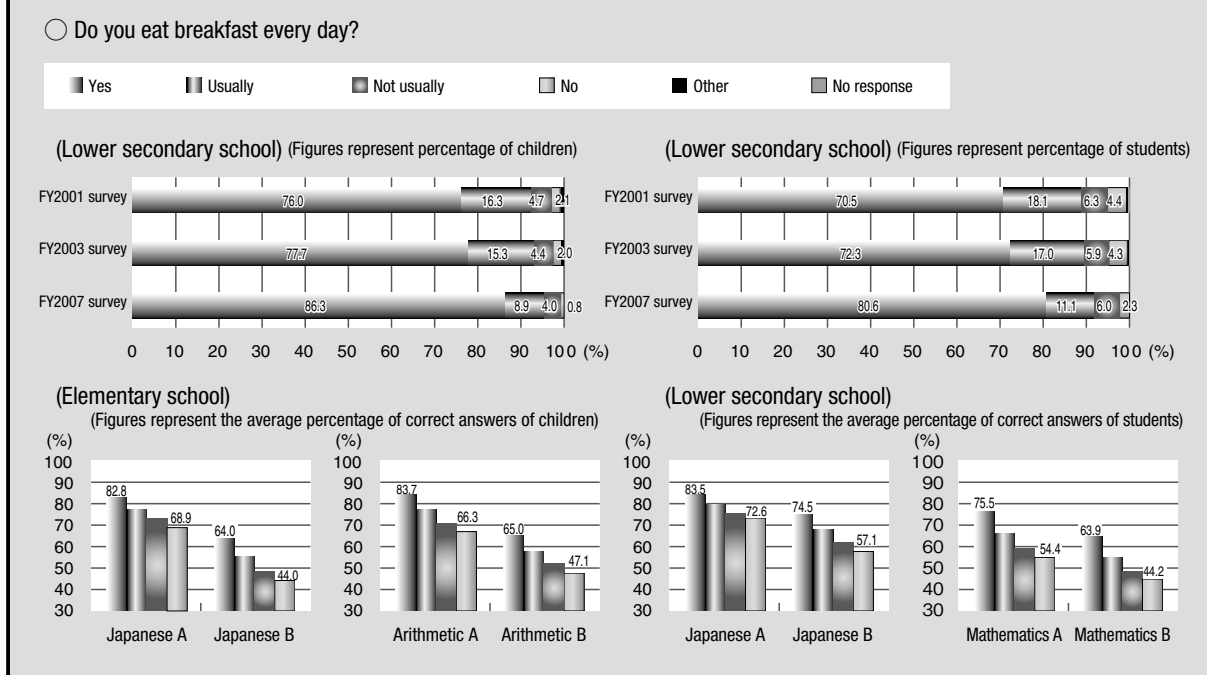 Do you eat breakfast every day?
Yes Usually Not usually No Other No response
(Lower secondary school) (Figures represent percentage of children)
FY2001 survey 76.0 16.3 4.7 2.1
FY2003 survey 77.7 15.3 4.4 2.0
FY2007 survey 86.3 8.9 4.0 0.8
0 10 20 30 40 50 60 70 80 90 100 (%)
(Lower secondary school) (Figures represent percentage of students)
FY2001 survey 70.5 18.1 6.3 4.4
FY2003 survey 72.3 17.0 5.9 4.3
FY2007 survey 80.6 11.1 6.0 2.3
0 10 20 30 40 50 60 70 80 90 100 (%)
(Elementary school)
(Figures represent the average percentage of correct answers of children)
(%)
100
90
80
70
60
50
40
30
82.8 68.9 64.0 44.0
Japanese A Japanese B
(%)
100
90
80
70
60
50
40
30
83.7 66.3 65.0 47.1
Arithmetic A Arithmetic B
(Lower secondary school)
(Figures represent the average percentage of correct answers of students)
(%)
100
90
80
70
60
50
40
30
83.5 72.6 74.5 57.1
Japanese A Japanese B
(%)
100
90
80
70
60
50
40
30
75.5 54.4 63.9 44.2
Mathematics A Mathematics B